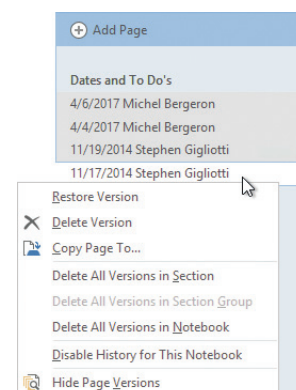 Add Page
Dates and To Do's
4/6/2017 Michel Bergeron
4/4/2017 Michel Bergeron
11/19/2014 Stephen Gigliotti
11/17/2014 Stephen Gigliotti
Restore Version
Delete Version
Copy Page To...
Delete All Versions in Section
Delete All Versions in Section Group
Delete All Versions in Notebook
Disable History for This Notebook
Hide Page Versions